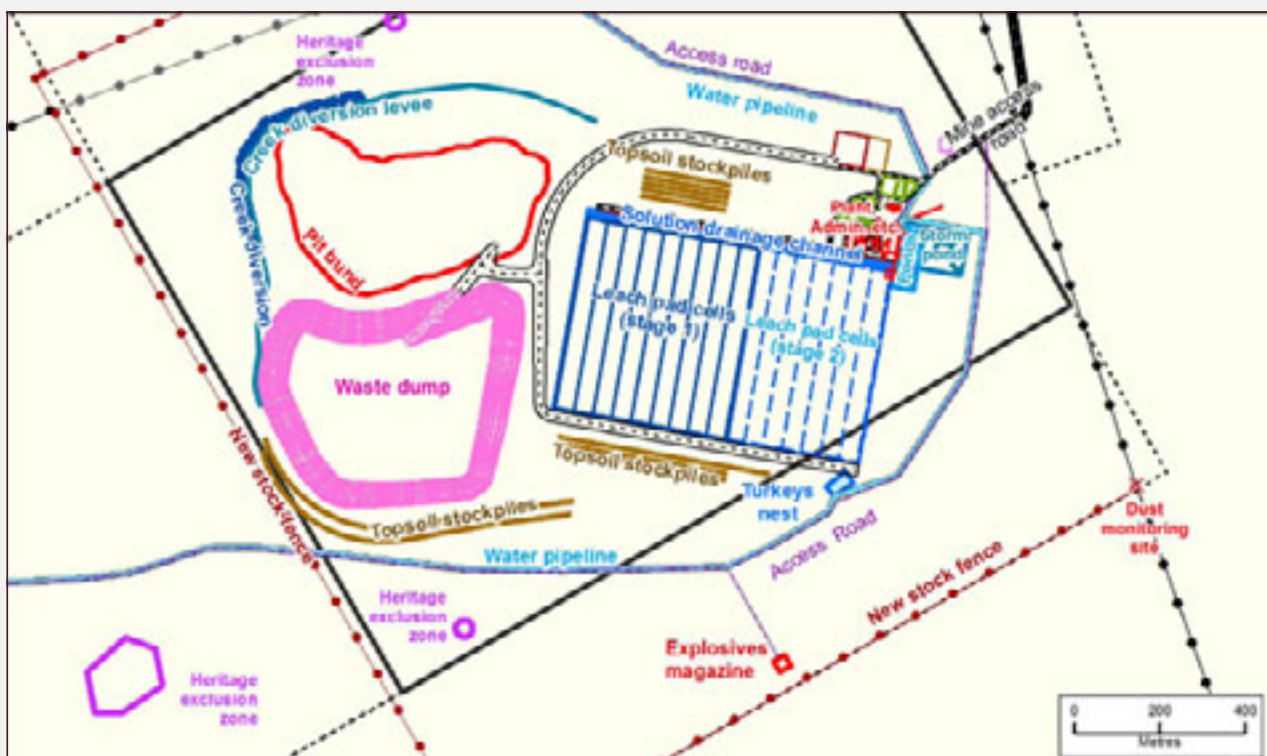 Heritage
exclusion
zone
Access road
Water pipeline
Mine access
road
Creek diversion levee
Creek diversion
Topsoil stockpiles
Plant
Admin etc
Solution drainage channel
Ponds
Storm
pond
Pit bund
Leach pad cells
(stage 1)
Leach pad cells
(stage 2)
Waste dump
New stock fence
Topsoil stockpiles
Topsoil stockpiles
Turkeys
nest
Water pipeline
Access Road
Dust
monitoring
site
New stock fence
Heritage
exclusion
zone
Explosives
magazine
Heritage
exclusion
zone
0 200 400
Metres